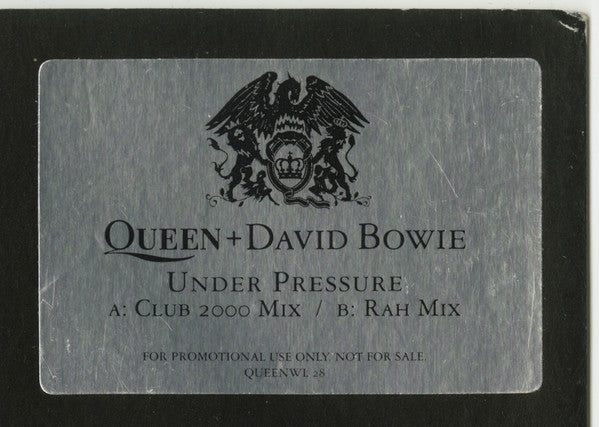 QUEEN+DAVID BOWIE
UNDER PRESSURE
A: CLUB 2000 MIX / B: RAH MIX
FOR PROMOTIONAL USE ONLY. NOT FOR SALE.
QUEENWL 28